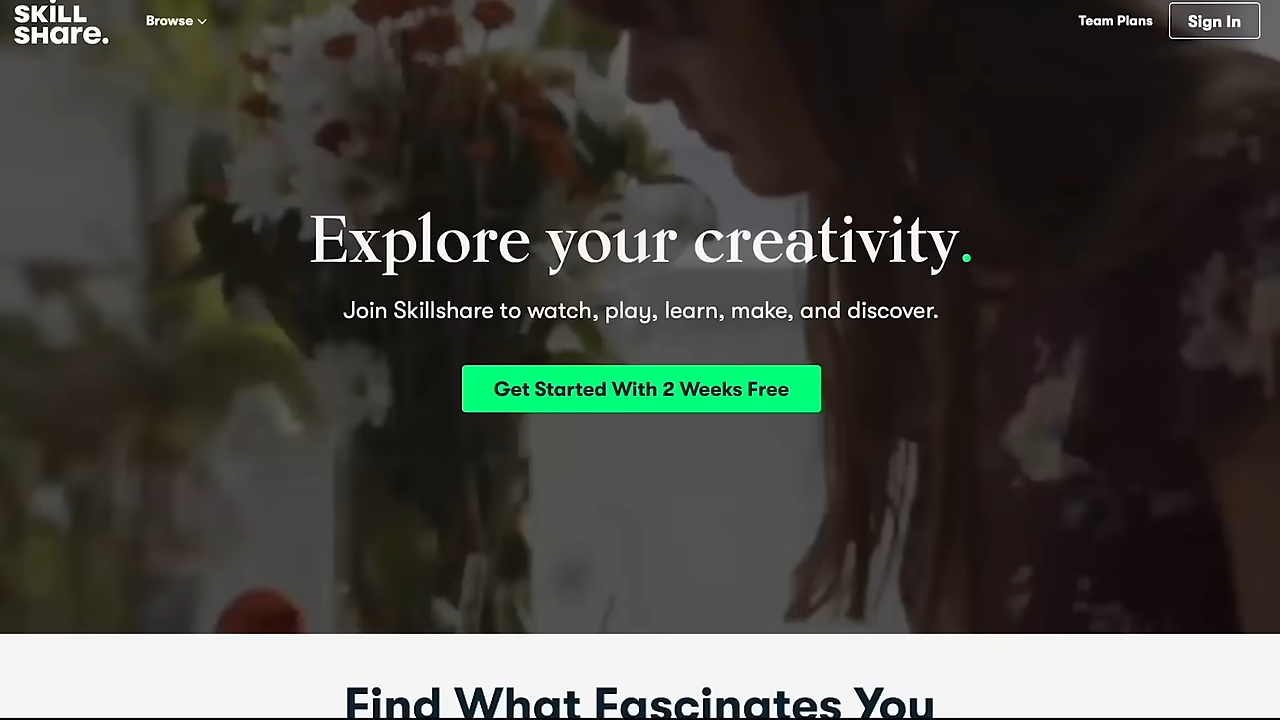 SKiLL
SHare.
Browse
Team Plans
Sign In
Explore your creativity.
Join Skillshare to watch, play, learn, make, and discover.
Get Started With 2 Weeks Free
Find What Fascinates You